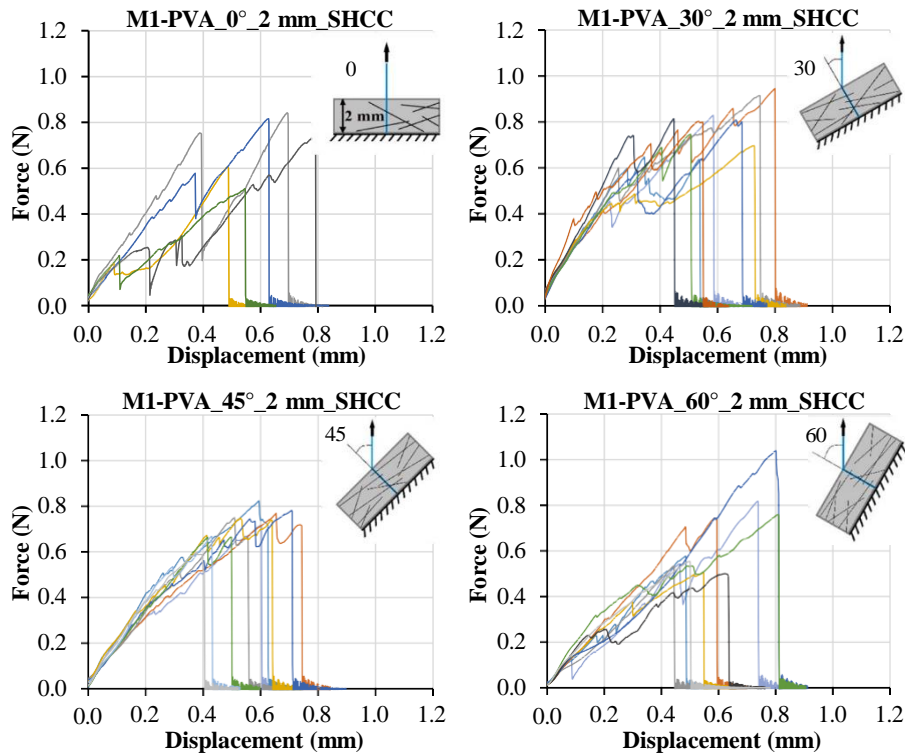 M1-PVA_0°_2 mm_SHCC
1.2
1.0
0.8
0.6
0.4
0.2
0.0
Force (N)
0
2 mm
0.0 0.2 0.4 0.6 0.8 1.0 1.2
Displacement (mm)
M1-PVA_30°_2 mm_SHCC
1.2
1.0
0.8
0.6
0.4
0.2
0.0
Force (N)
30
0.0 0.2 0.4 0.6 0.8 1.0 1.2
Displacement (mm)
M1-PVA_45°_2 mm_SHCC
1.2
1.0
0.8
0.6
0.4
0.2
0.0
Force (N)
45
0.0 0.2 0.4 0.6 0.8 1.0 1.2
Displacement (mm)
M1-PVA_60°_2 mm_SHCC
1.2
1.0
0.8
0.6
0.4
0.2
0.0
Force (N)
60
0.0 0.2 0.4 0.6 0.8 1.0 1.2
Displacement (mm)